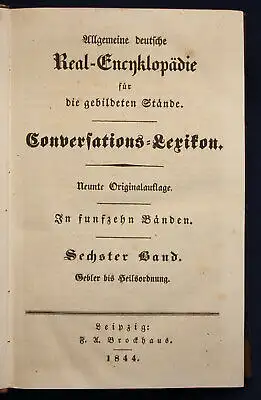 Allgemeine deutsche
Real-Encyklopädie
für
die gebildeten Stände.
Conversations-Lexikon.
Neunte Originalauflage.
In funfzehn Bänden.
Sechster Band.
Gebler bis Heilsordnung.
Leipzig:
F. A. Brockhaus.
1844.